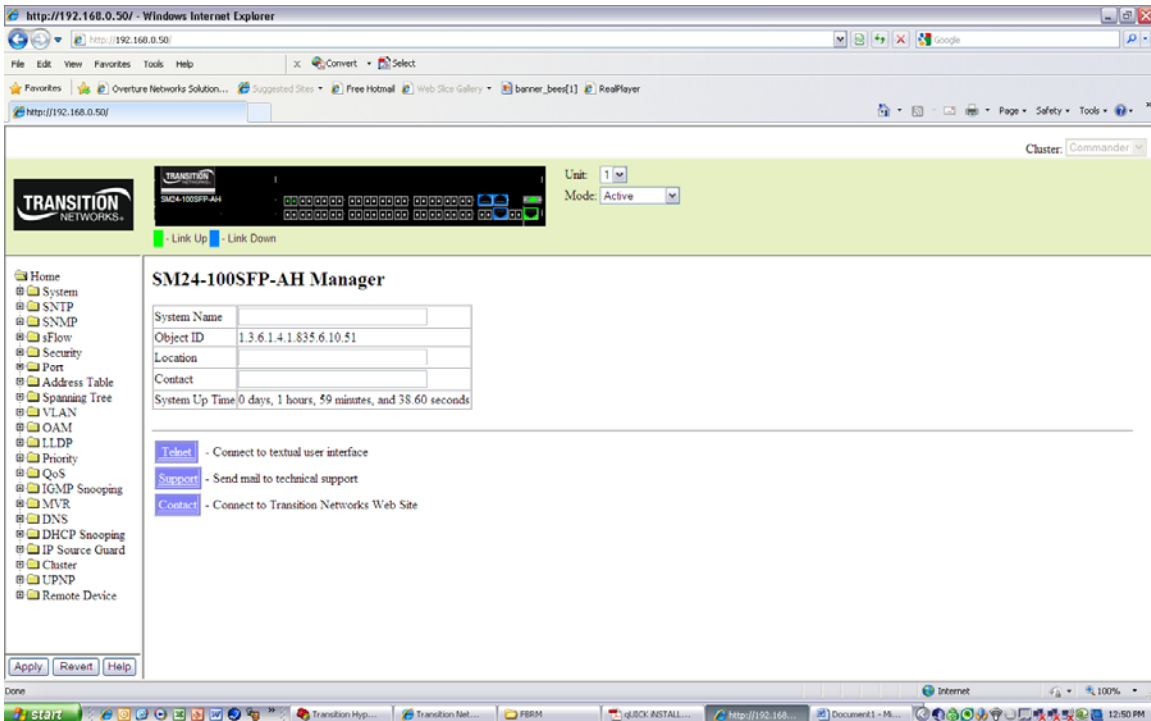 http://192.168.0.50/ - Windows Internet Explorer
http://192.168.0.50/
Google
File Edit View Favorites Tools Help
x Convert Select
Favorites Overture Networks Solution... Suggested Sites Free Hotmail Web Slice Gallery banner_bees[1] RealPlayer
http://192.168.0.50/
Page Safety Tools
Cluster: Commander
TRANSITION
NETWORKS®
TRANSITION
NETWORKS
SM24-100SFP-AH
Unit: 1
Mode: Active
- Link Up - Link Down
Home
System
SNTP
SNMP
sFlow
Security
Port
Address Table
Spanning Tree
VLAN
OAM
LLDP
Priority
QoS
IGMP Snooping
MVR
DNS
DHCP Snooping
IP Source Guard
Cluster
UPNP
Remote Device
Apply Revert Help
SM24-100SFP-AH Manager
System Name
Object ID 1.3.6.1.4.1.835.6.10.51
Location
Contact
System Up Time 0 days, 1 hours, 59 minutes, and 38.60 seconds
Telnet - Connect to textual user interface
Support - Send mail to technical support
Contact - Connect to Transition Networks Web Site
Done
Internet
100%
start
Transition Hyp...
Transition Net...
FBRM
qUICK iNSTALL...
http://192.168...
Document1 - Mi...
12:50 PM